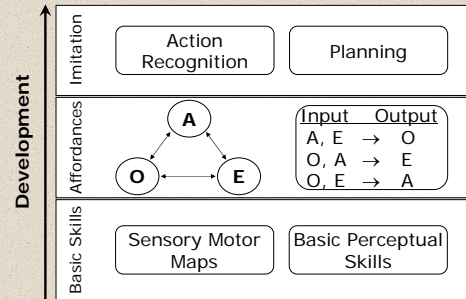 Development
Imitation
Action
Recognition
Planning
Affordances
A
O
E
Input Output
A, E → O
O, A → E
O, E → A
Basic Skills
Sensory Motor
Maps
Basic Perceptual
Skills